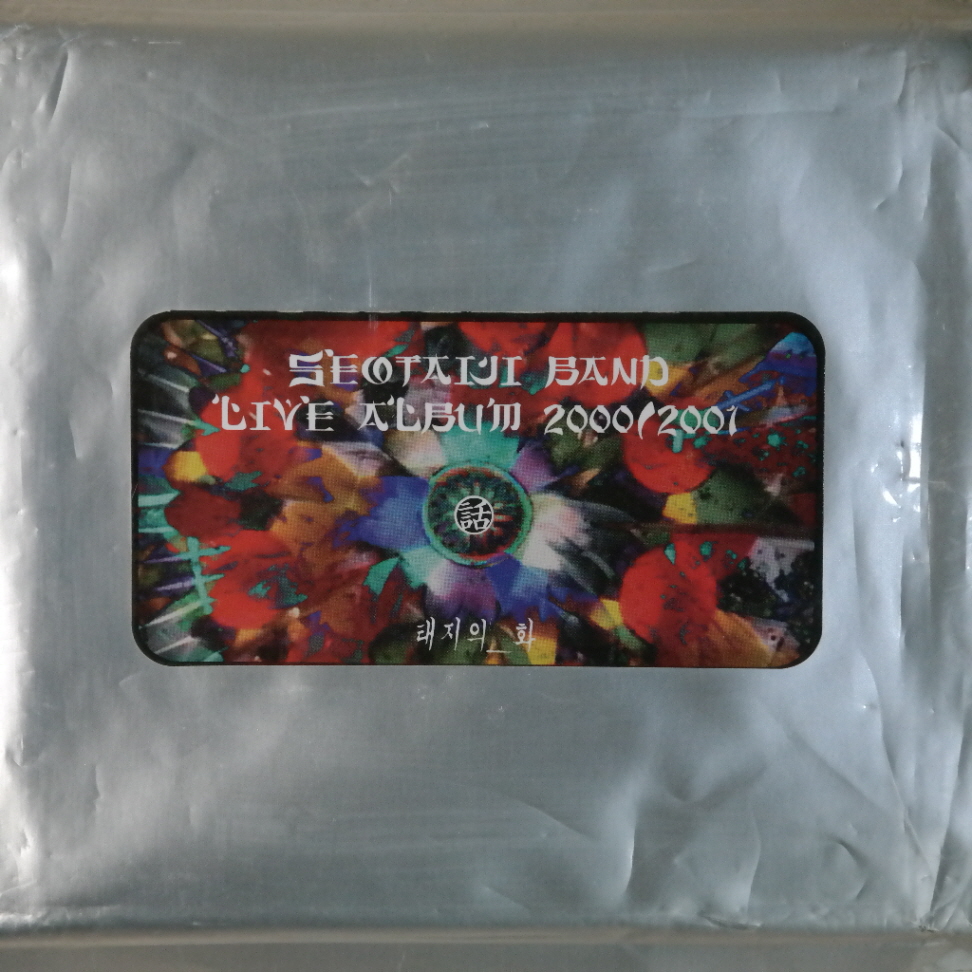 SEOTAIJI BAND
LIVE ALBUM 2000/2001
話
태지의_화